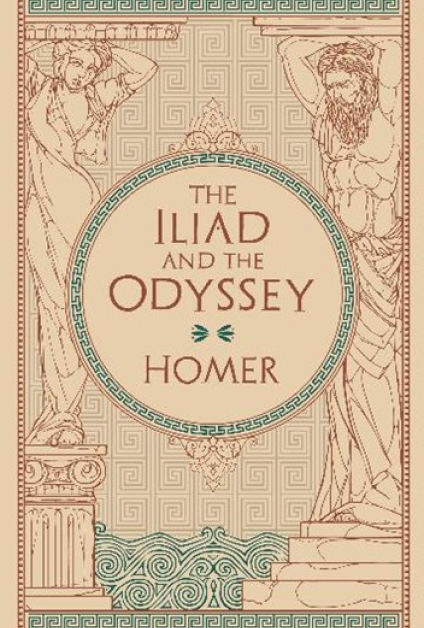 THE
ILIAD
AND THE
ODYSSEY
HOMER